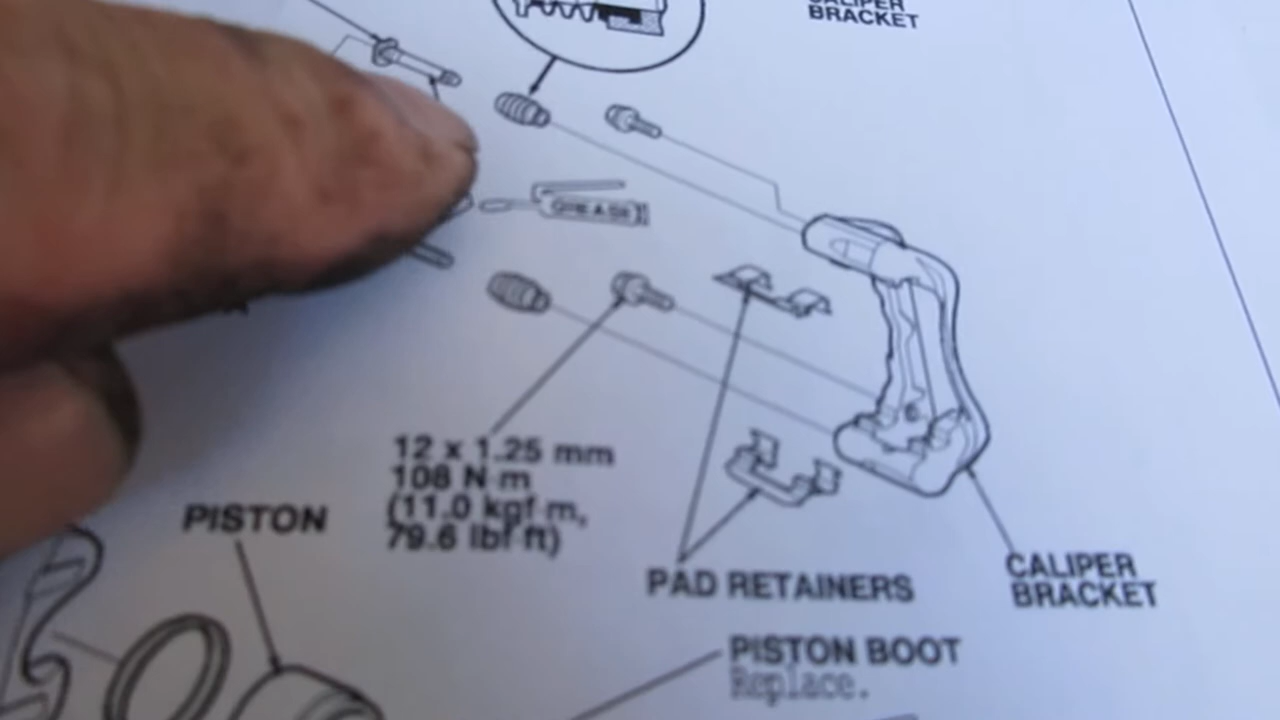 CALIPER
BRACKET
GREASE
12 x 1.25 mm
108 N·m
(11.0 kgf·m,
79.6 lbf·ft)
PISTON
PAD RETAINERS
CALIPER
BRACKET
PISTON BOOT
Replace.